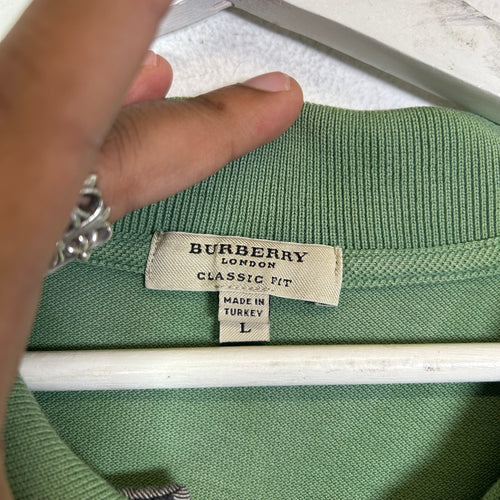 BURBERRY
LONDON
CLASSIC FIT
MADE IN
TURKEY
L